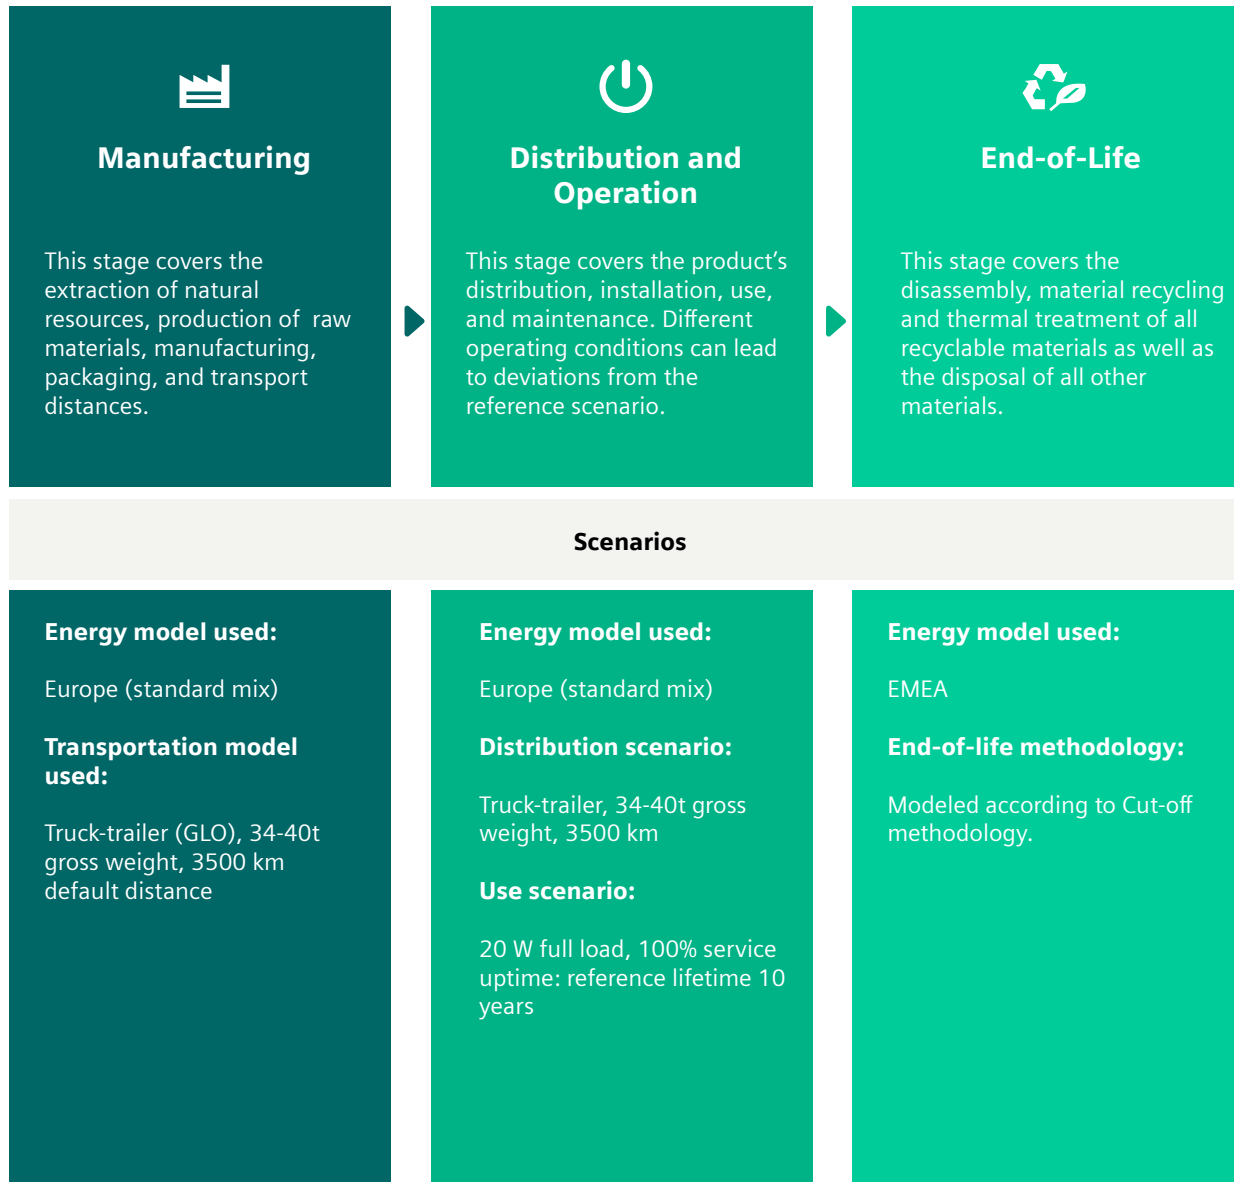 Manufacturing
This stage covers the
extraction of natural
resources, production of  raw
materials, manufacturing,
packaging, and transport
distances.
Distribution and
Operation
This stage covers the product’s
distribution, installation, use,
and maintenance. Different
operating conditions can lead
to deviations from the
reference scenario.
End-of-Life
This stage covers the
disassembly, material recycling
and thermal treatment of all
recyclable materials as well as
the disposal of all other
materials.
Scenarios
Energy model used:
Europe (standard mix)
Transportation model
used:
Truck-trailer (GLO), 34-40t
gross weight, 3500 km
default distance
Energy model used:
Europe (standard mix)
Distribution scenario:
Truck-trailer, 34-40t gross
weight, 3500 km
Use scenario:
20 W full load, 100% service
uptime: reference lifetime 10
years
Energy model used:
EMEA
End-of-life methodology:
Modeled according to Cut-off
methodology.